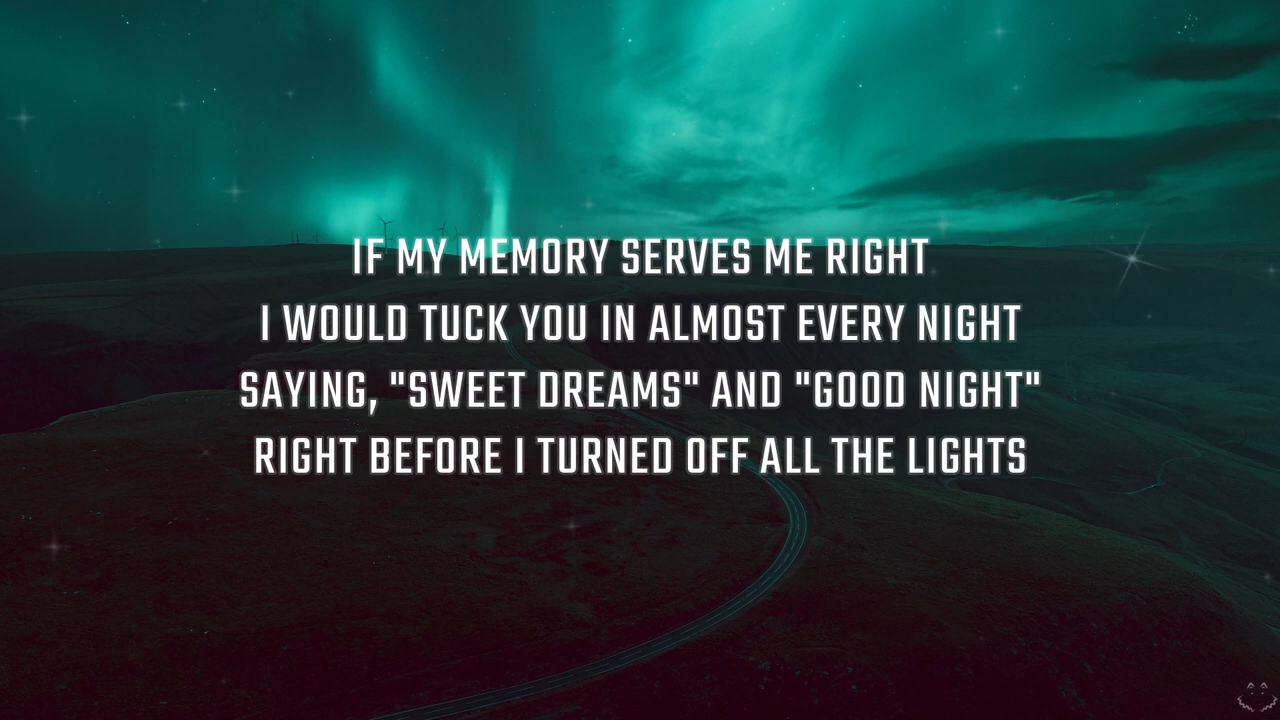 IF MY MEMORY SERVES ME RIGHT
I WOULD TUCK YOU IN ALMOST EVERY NIGHT
SAYING, "SWEET DREAMS" AND "GOOD NIGHT"
RIGHT BEFORE I TURNED OFF ALL THE LIGHTS